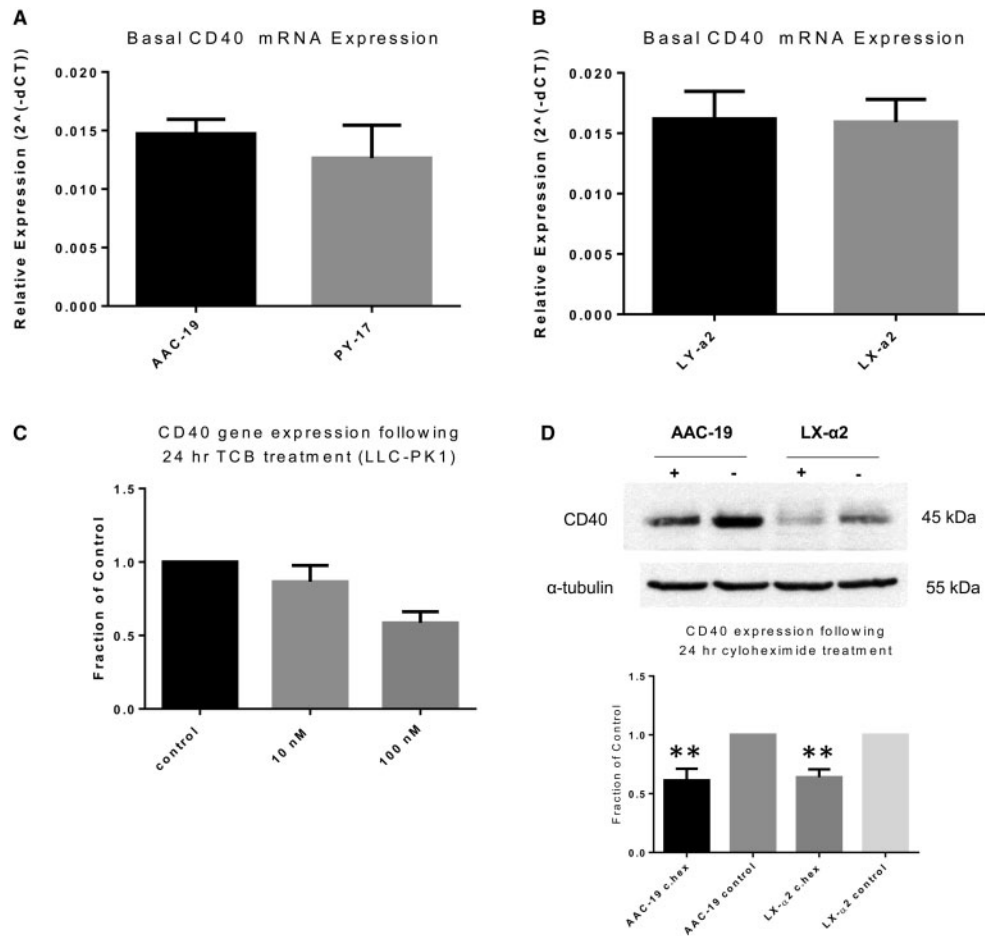 A
Basal CD40 mRNA Expression
Relative Expression (2^(-dCT))
0.020
0.015
0.010
0.005
0.000
AAC-19
PY-17
B
Basal CD40 mRNA Expression
Relative Expression (2^(-dCT))
0.020
0.015
0.010
0.005
0.000
LY-a2
LX-a2
C
CD40 gene expression following
24 hr TCB treatment (LLC-PK1)
Fraction of Control
1.5
1.0
0.5
0.0
control
10 nM
100 nM
D
AAC-19 LX-α2
+ - + -
CD40 45 kDa
α-tubulin 55 kDa
CD40 expression following
24 hr cyloheximide treatment
Fraction of Control
1.5
1.0
0.5
0.0
** **
AAC-19 c.hex
AAC-19 control
LX-α2 c.hex
LX-α2 control